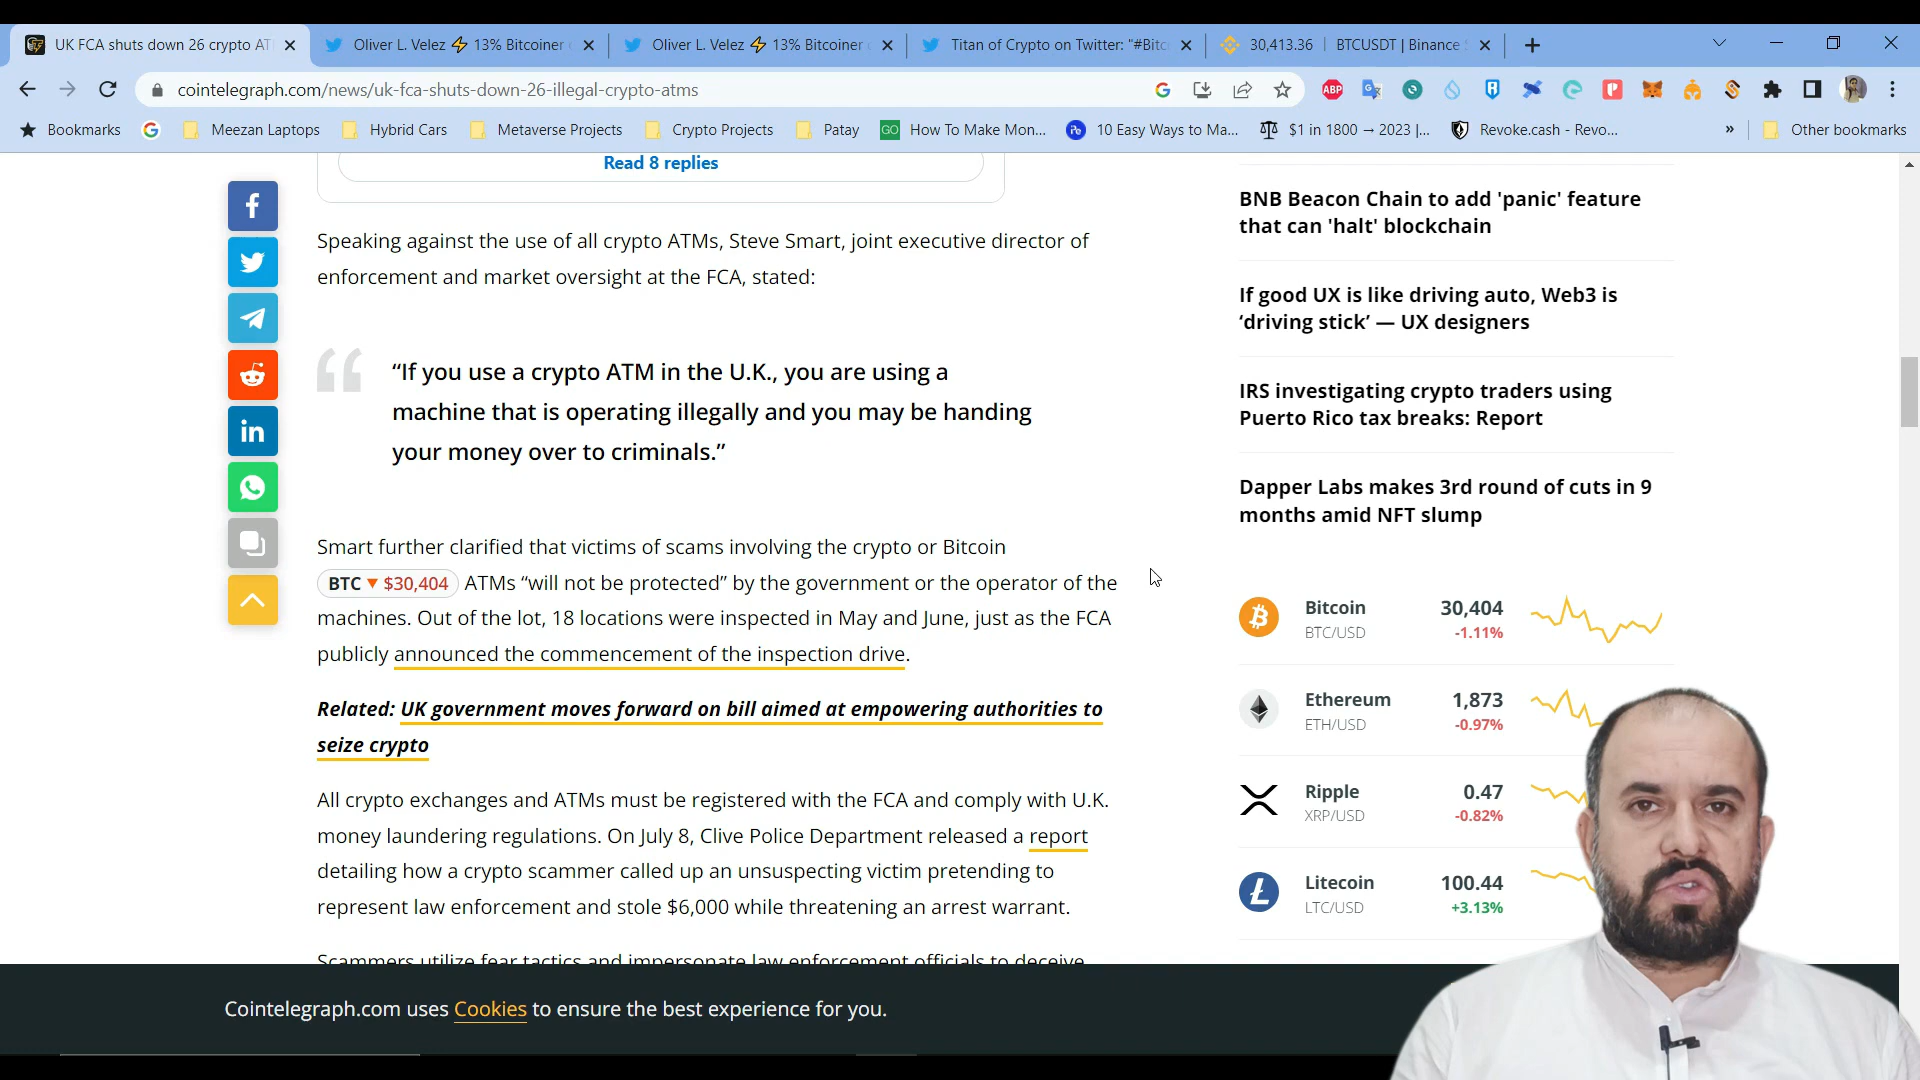 UK FCA shuts down 26 crypto AT
Oliver L. Velez ⚡ 13% Bitcoiner
Oliver L. Velez ⚡ 13% Bitcoiner
Titan of Crypto on Twitter: "#Bitc
30,413.36 | BTCUSDT | Binance
cointelegraph.com/news/uk-fca-shuts-down-26-illegal-crypto-atms
ABP
Bookmarks
Meezan Laptops
Hybrid Cars
Metaverse Projects
Crypto Projects
Patay
GO How To Make Mon...
10 Easy Ways to Ma...
$1 in 1800 → 2023 |...
Revoke.cash - Revo...
»
Other bookmarks
Read 8 replies
Speaking against the use of all crypto ATMs, Steve Smart, joint executive director of
enforcement and market oversight at the FCA, stated:
“If you use a crypto ATM in the U.K., you are using a
machine that is operating illegally and you may be handing
your money over to criminals.”
Smart further clarified that victims of scams involving the crypto or Bitcoin
BTC ▼ $30,404 ATMs “will not be protected” by the government or the operator of the
machines. Out of the lot, 18 locations were inspected in May and June, just as the FCA
publicly announced the commencement of the inspection drive.
Related: UK government moves forward on bill aimed at empowering authorities to
seize crypto
All crypto exchanges and ATMs must be registered with the FCA and comply with U.K.
money laundering regulations. On July 8, Clive Police Department released a report
detailing how a crypto scammer called up an unsuspecting victim pretending to
represent law enforcement and stole $6,000 while threatening an arrest warrant.
Scammers utilize fear tactics and impersonate law enforcement officials to deceive
BNB Beacon Chain to add 'panic' feature
that can 'halt' blockchain
If good UX is like driving auto, Web3 is
‘driving stick’ — UX designers
IRS investigating crypto traders using
Puerto Rico tax breaks: Report
Dapper Labs makes 3rd round of cuts in 9
months amid NFT slump
Bitcoin 30,404
BTC/USD -1.11%
Ethereum 1,873
ETH/USD -0.97%
Ripple 0.47
XRP/USD -0.82%
Litecoin 100.44
LTC/USD +3.13%
Cointelegraph.com uses Cookies to ensure the best experience for you.